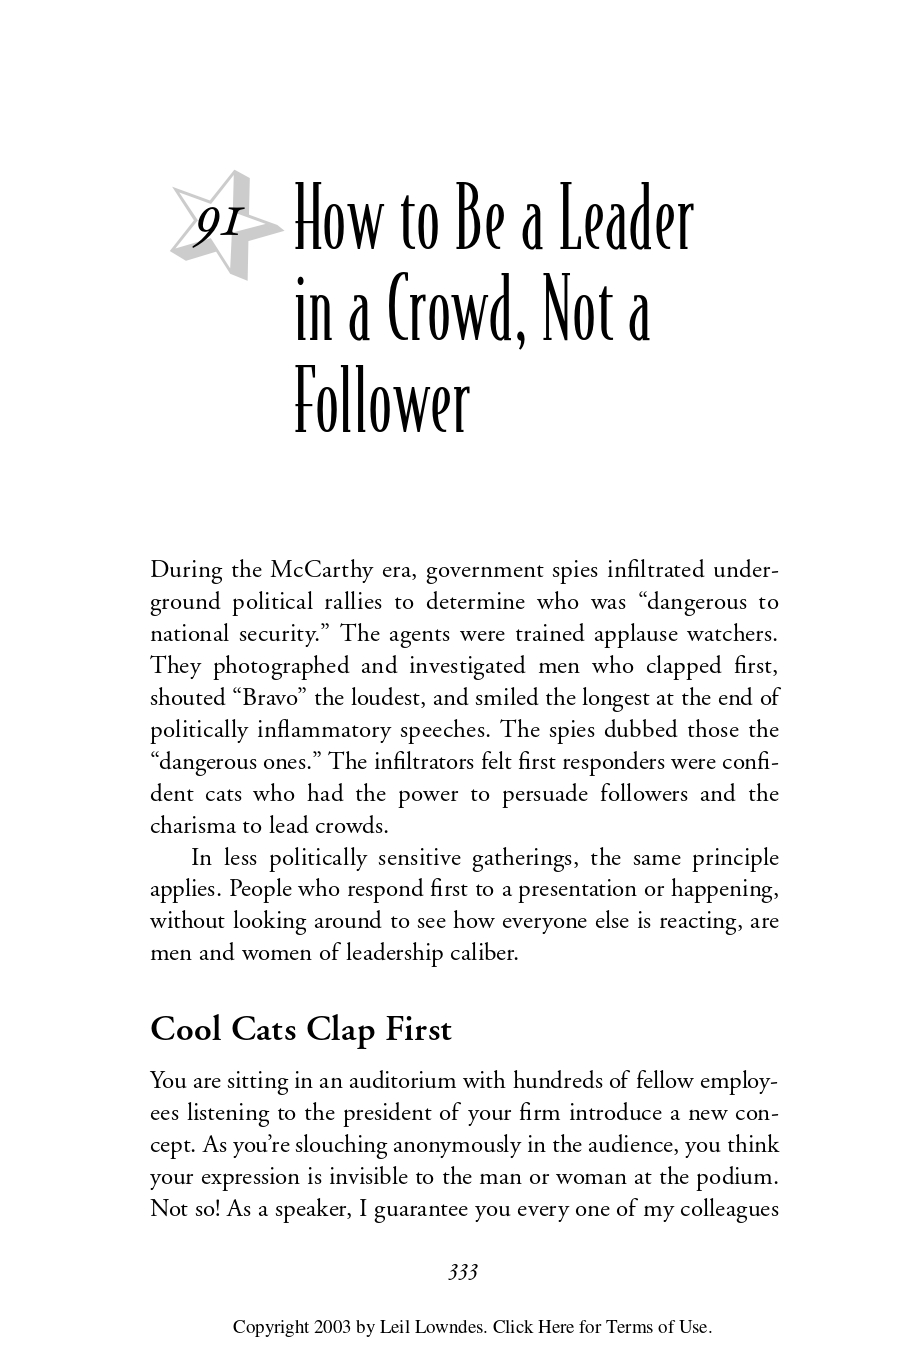 91
How to Be a Leader
in a Crowd, Not a
Follower
During the McCarthy era, government spies infiltrated under-
ground political rallies to determine who was “dangerous to
national security.” The agents were trained applause watchers.
They photographed and investigated men who clapped first,
shouted “Bravo” the loudest, and smiled the longest at the end of
politically inflammatory speeches. The spies dubbed those the
“dangerous ones.” The infiltrators felt first responders were confi-
dent cats who had the power to persuade followers and the
charisma to lead crowds.
In less politically sensitive gatherings, the same principle
applies. People who respond first to a presentation or happening,
without looking around to see how everyone else is reacting, are
men and women of leadership caliber.
Cool Cats Clap First
You are sitting in an auditorium with hundreds of fellow employ-
ees listening to the president of your firm introduce a new con-
cept. As you’re slouching anonymously in the audience, you think
your expression is invisible to the man or woman at the podium.
Not so! As a speaker, I guarantee you every one of my colleagues
333
Copyright 2003 by Leil Lowndes. Click Here for Terms of Use.